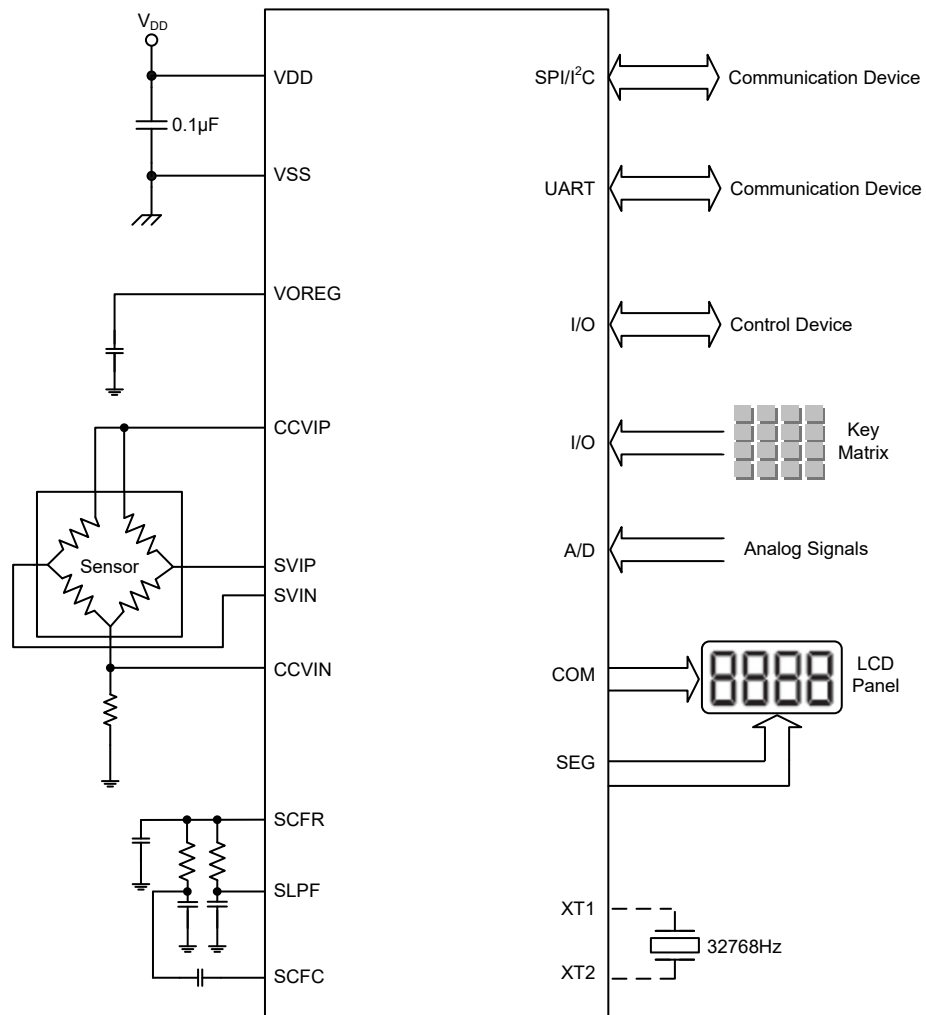 V_DD
VDD
0.1µF
VSS
VOREG
CCVIP
Sensor
SVIP
SVIN
CCVIN
SCFR
SLPF
SCFC
SPI/I²C
Communication Device
UART
Communication Device
I/O
Control Device
I/O
Key
Matrix
A/D
Analog Signals
COM
8888
LCD
Panel
SEG
XT1
32768Hz
XT2